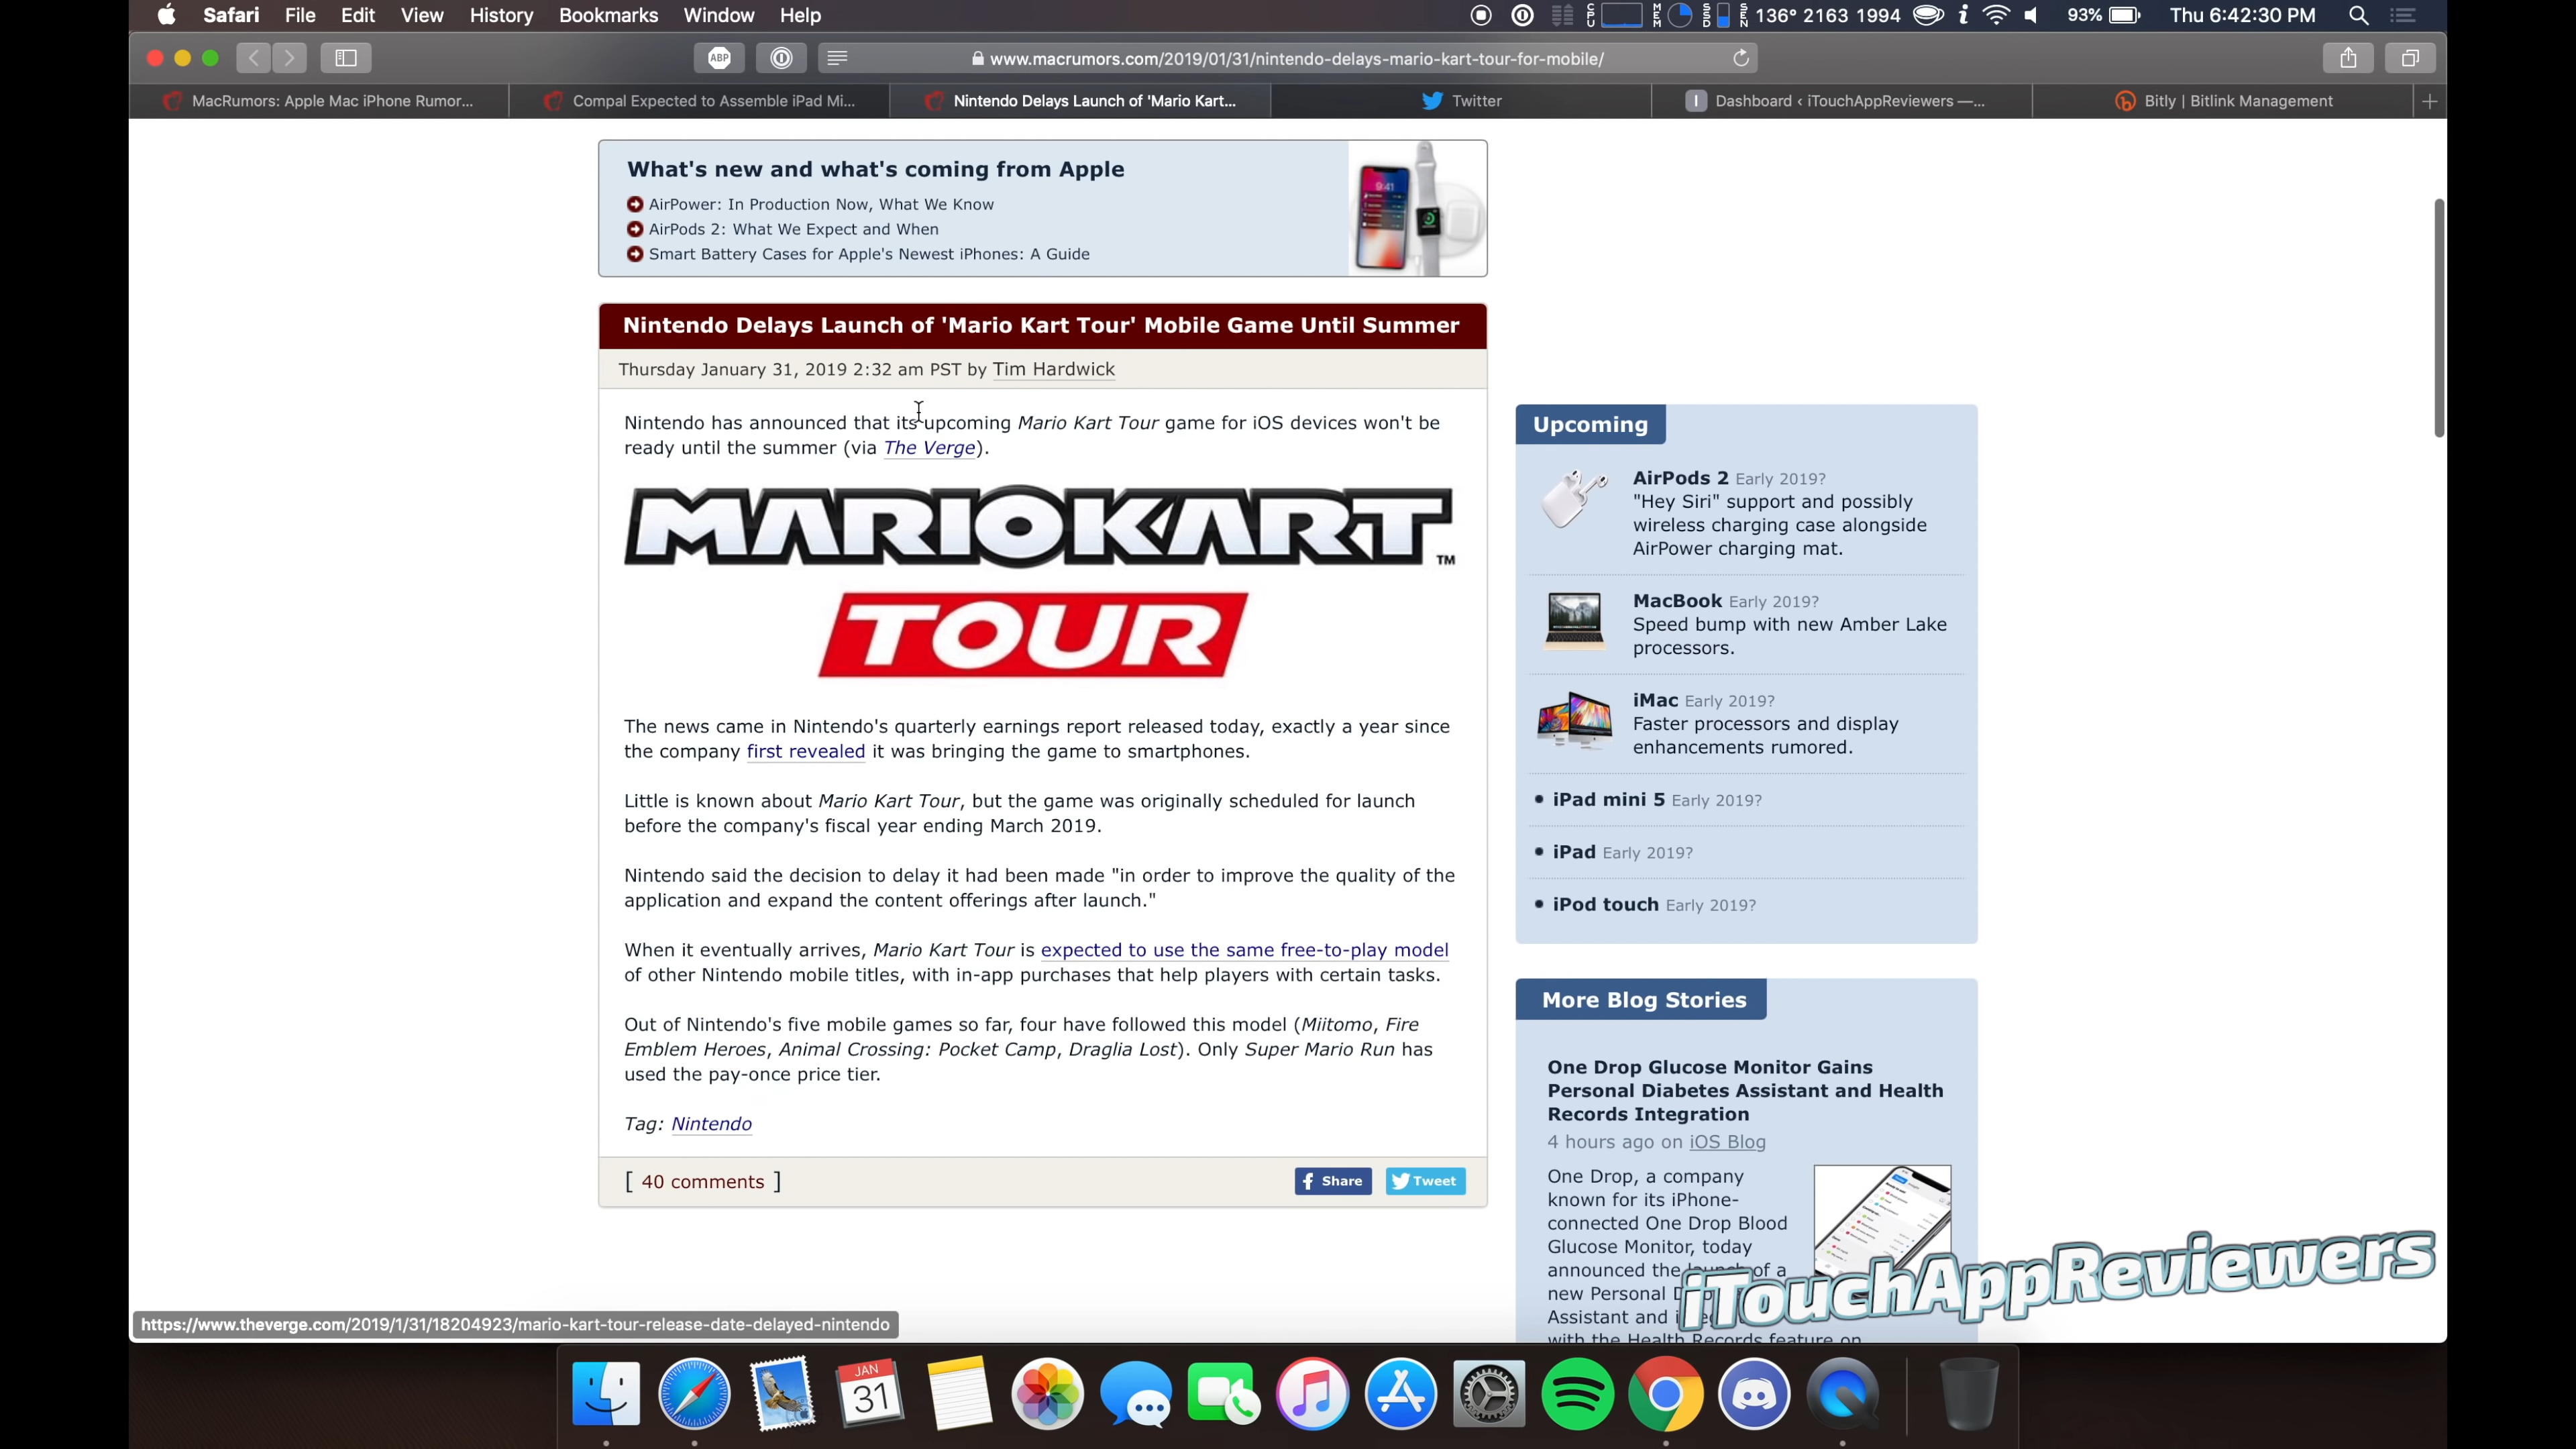 Safari File Edit View History Bookmarks Window Help
CPU MEM SSD SEN 136° 2163 1994 93% Thu 6:42:30 PM
ABP www.macrumors.com/2019/01/31/nintendo-delays-mario-kart-tour-for-mobile/
MacRumors: Apple Mac iPhone Rumor...
Compal Expected to Assemble iPad Mi...
Nintendo Delays Launch of 'Mario Kart...
Twitter
Dashboard ‹ iTouchAppReviewers —...
Bitly | Bitlink Management
What's new and what's coming from Apple
AirPower: In Production Now, What We Know
AirPods 2: What We Expect and When
Smart Battery Cases for Apple's Newest iPhones: A Guide
9:41
Nintendo Delays Launch of 'Mario Kart Tour' Mobile Game Until Summer
Thursday January 31, 2019 2:32 am PST by Tim Hardwick
Nintendo has announced that its upcoming Mario Kart Tour game for iOS devices won't be
ready until the summer (via The Verge).
MARIOKART TM
TOUR
The news came in Nintendo's quarterly earnings report released today, exactly a year since
the company first revealed it was bringing the game to smartphones.
Little is known about Mario Kart Tour, but the game was originally scheduled for launch
before the company's fiscal year ending March 2019.
Nintendo said the decision to delay it had been made "in order to improve the quality of the
application and expand the content offerings after launch."
When it eventually arrives, Mario Kart Tour is expected to use the same free-to-play model
of other Nintendo mobile titles, with in-app purchases that help players with certain tasks.
Out of Nintendo's five mobile games so far, four have followed this model (Miitomo, Fire
Emblem Heroes, Animal Crossing: Pocket Camp, Draglia Lost). Only Super Mario Run has
used the pay-once price tier.
Tag: Nintendo
[ 40 comments ]
Share
Tweet
Upcoming
AirPods 2 Early 2019?
"Hey Siri" support and possibly
wireless charging case alongside
AirPower charging mat.
MacBook Early 2019?
Speed bump with new Amber Lake
processors.
iMac Early 2019?
Faster processors and display
enhancements rumored.
iPad mini 5 Early 2019?
iPad Early 2019?
iPod touch Early 2019?
More Blog Stories
One Drop Glucose Monitor Gains
Personal Diabetes Assistant and Health
Records Integration
4 hours ago on iOS Blog
One Drop, a company
known for its iPhone-
connected One Drop Blood
Glucose Monitor, today
announced the launch of a
new Personal
Assistant and
with the Health Records feature on
iTouchAppReviewers
https://www.theverge.com/2019/1/31/18204923/mario-kart-tour-release-date-delayed-nintendo
JAN
31